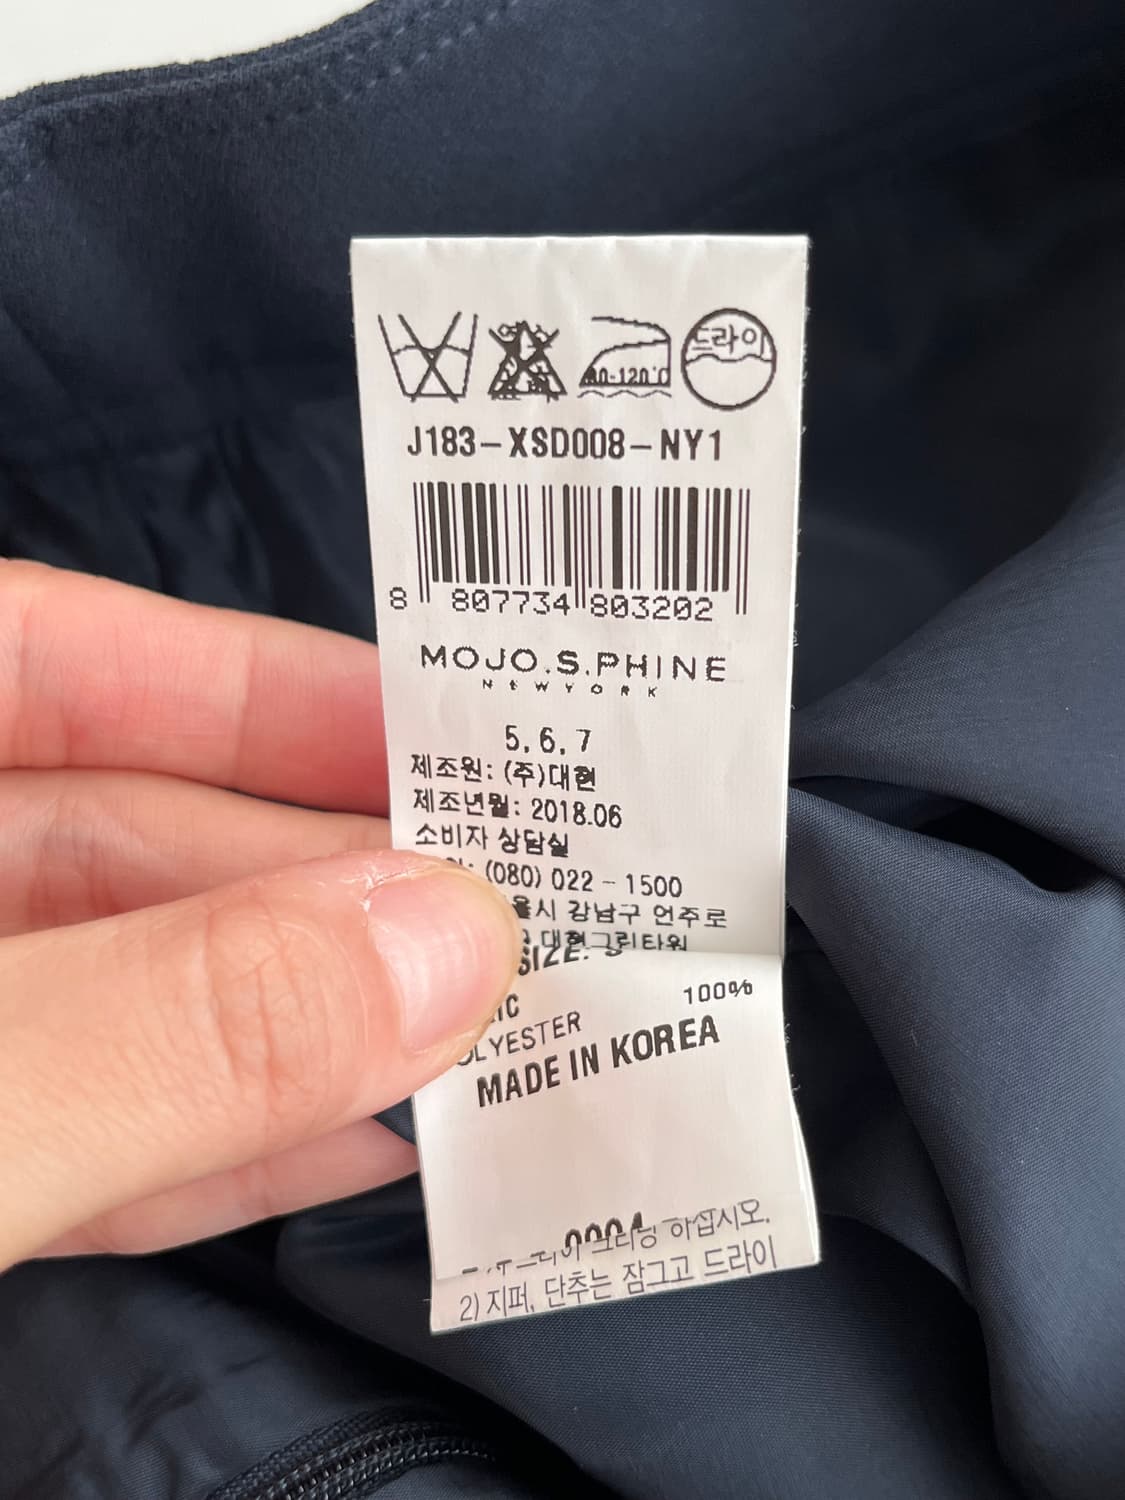 드라이
80-120℃
J183-XSD008-NY1
8 807734 803202
MOJO.S.PHINE
NEWYORK
5, 6, 7
제조원: (주)대현
제조년월: 2018.06
소비자 상담실
(080) 022-1500
강남구 언주로
대현그린타워
SIZE:
100%
MADE IN KOREA
하십시오.
2) 지퍼, 단추는 잠그고 드라이